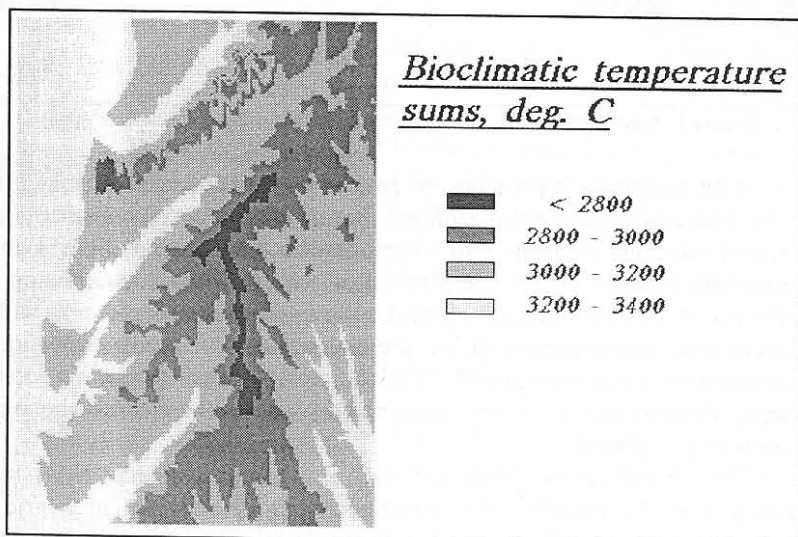 Bioclimatic temperature
sums, deg. C
< 2800
2800 - 3000
3000 - 3200
3200 - 3400